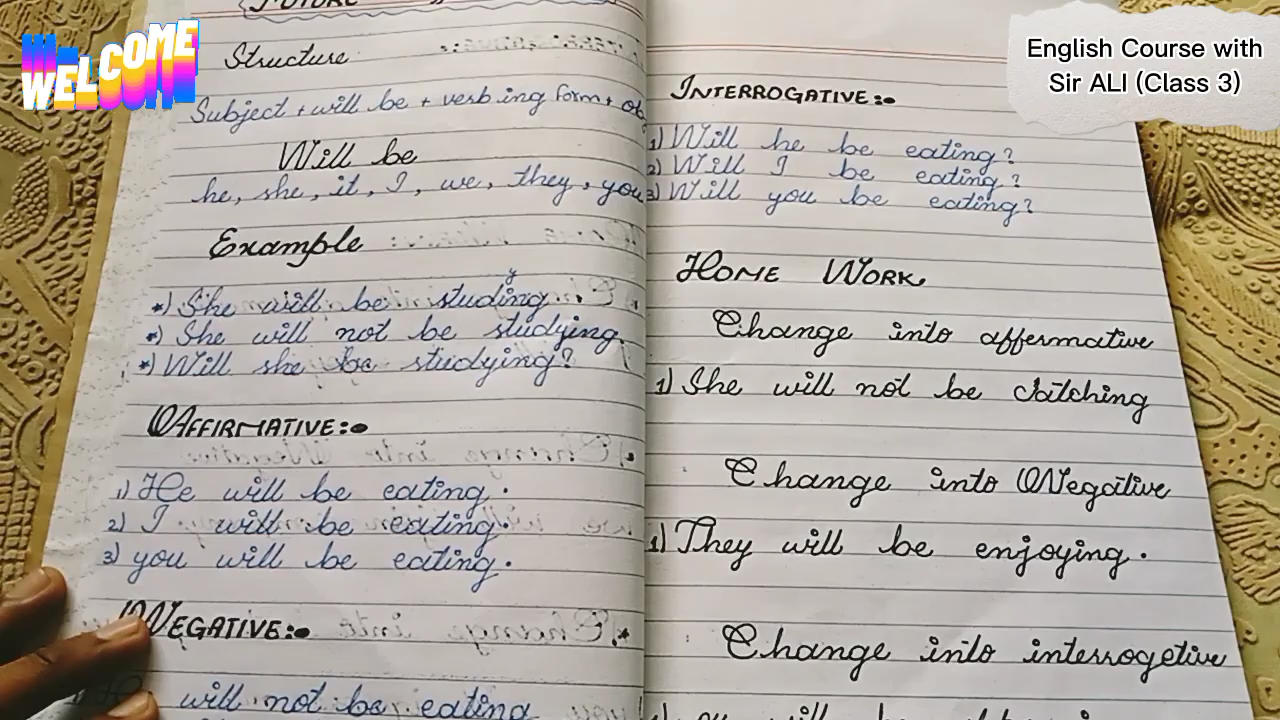 WELCOME
English Course with
Sir ALI (Class 3)
FUTURE
Structure
Subject + will be + verb ing form + ob
Will be
he, she, it, I, we, they, you
Example
*) She will be studing.
y
*) She will not be studying.
*) Will she be studying?
AFFIRMATIVE:
1) He will be eating.
2) I will be eating.
3) you will be eating.
NEGATIVE:
will not be eating
INTERROGATIVE:
1) Will he be eating?
2) Will I be eating?
3) Will you be eating?
HOME WORK
Change into affermative
1) She will not be catching
Change into Negative
1) They will be enjoying.
Change into interrogetive
will be